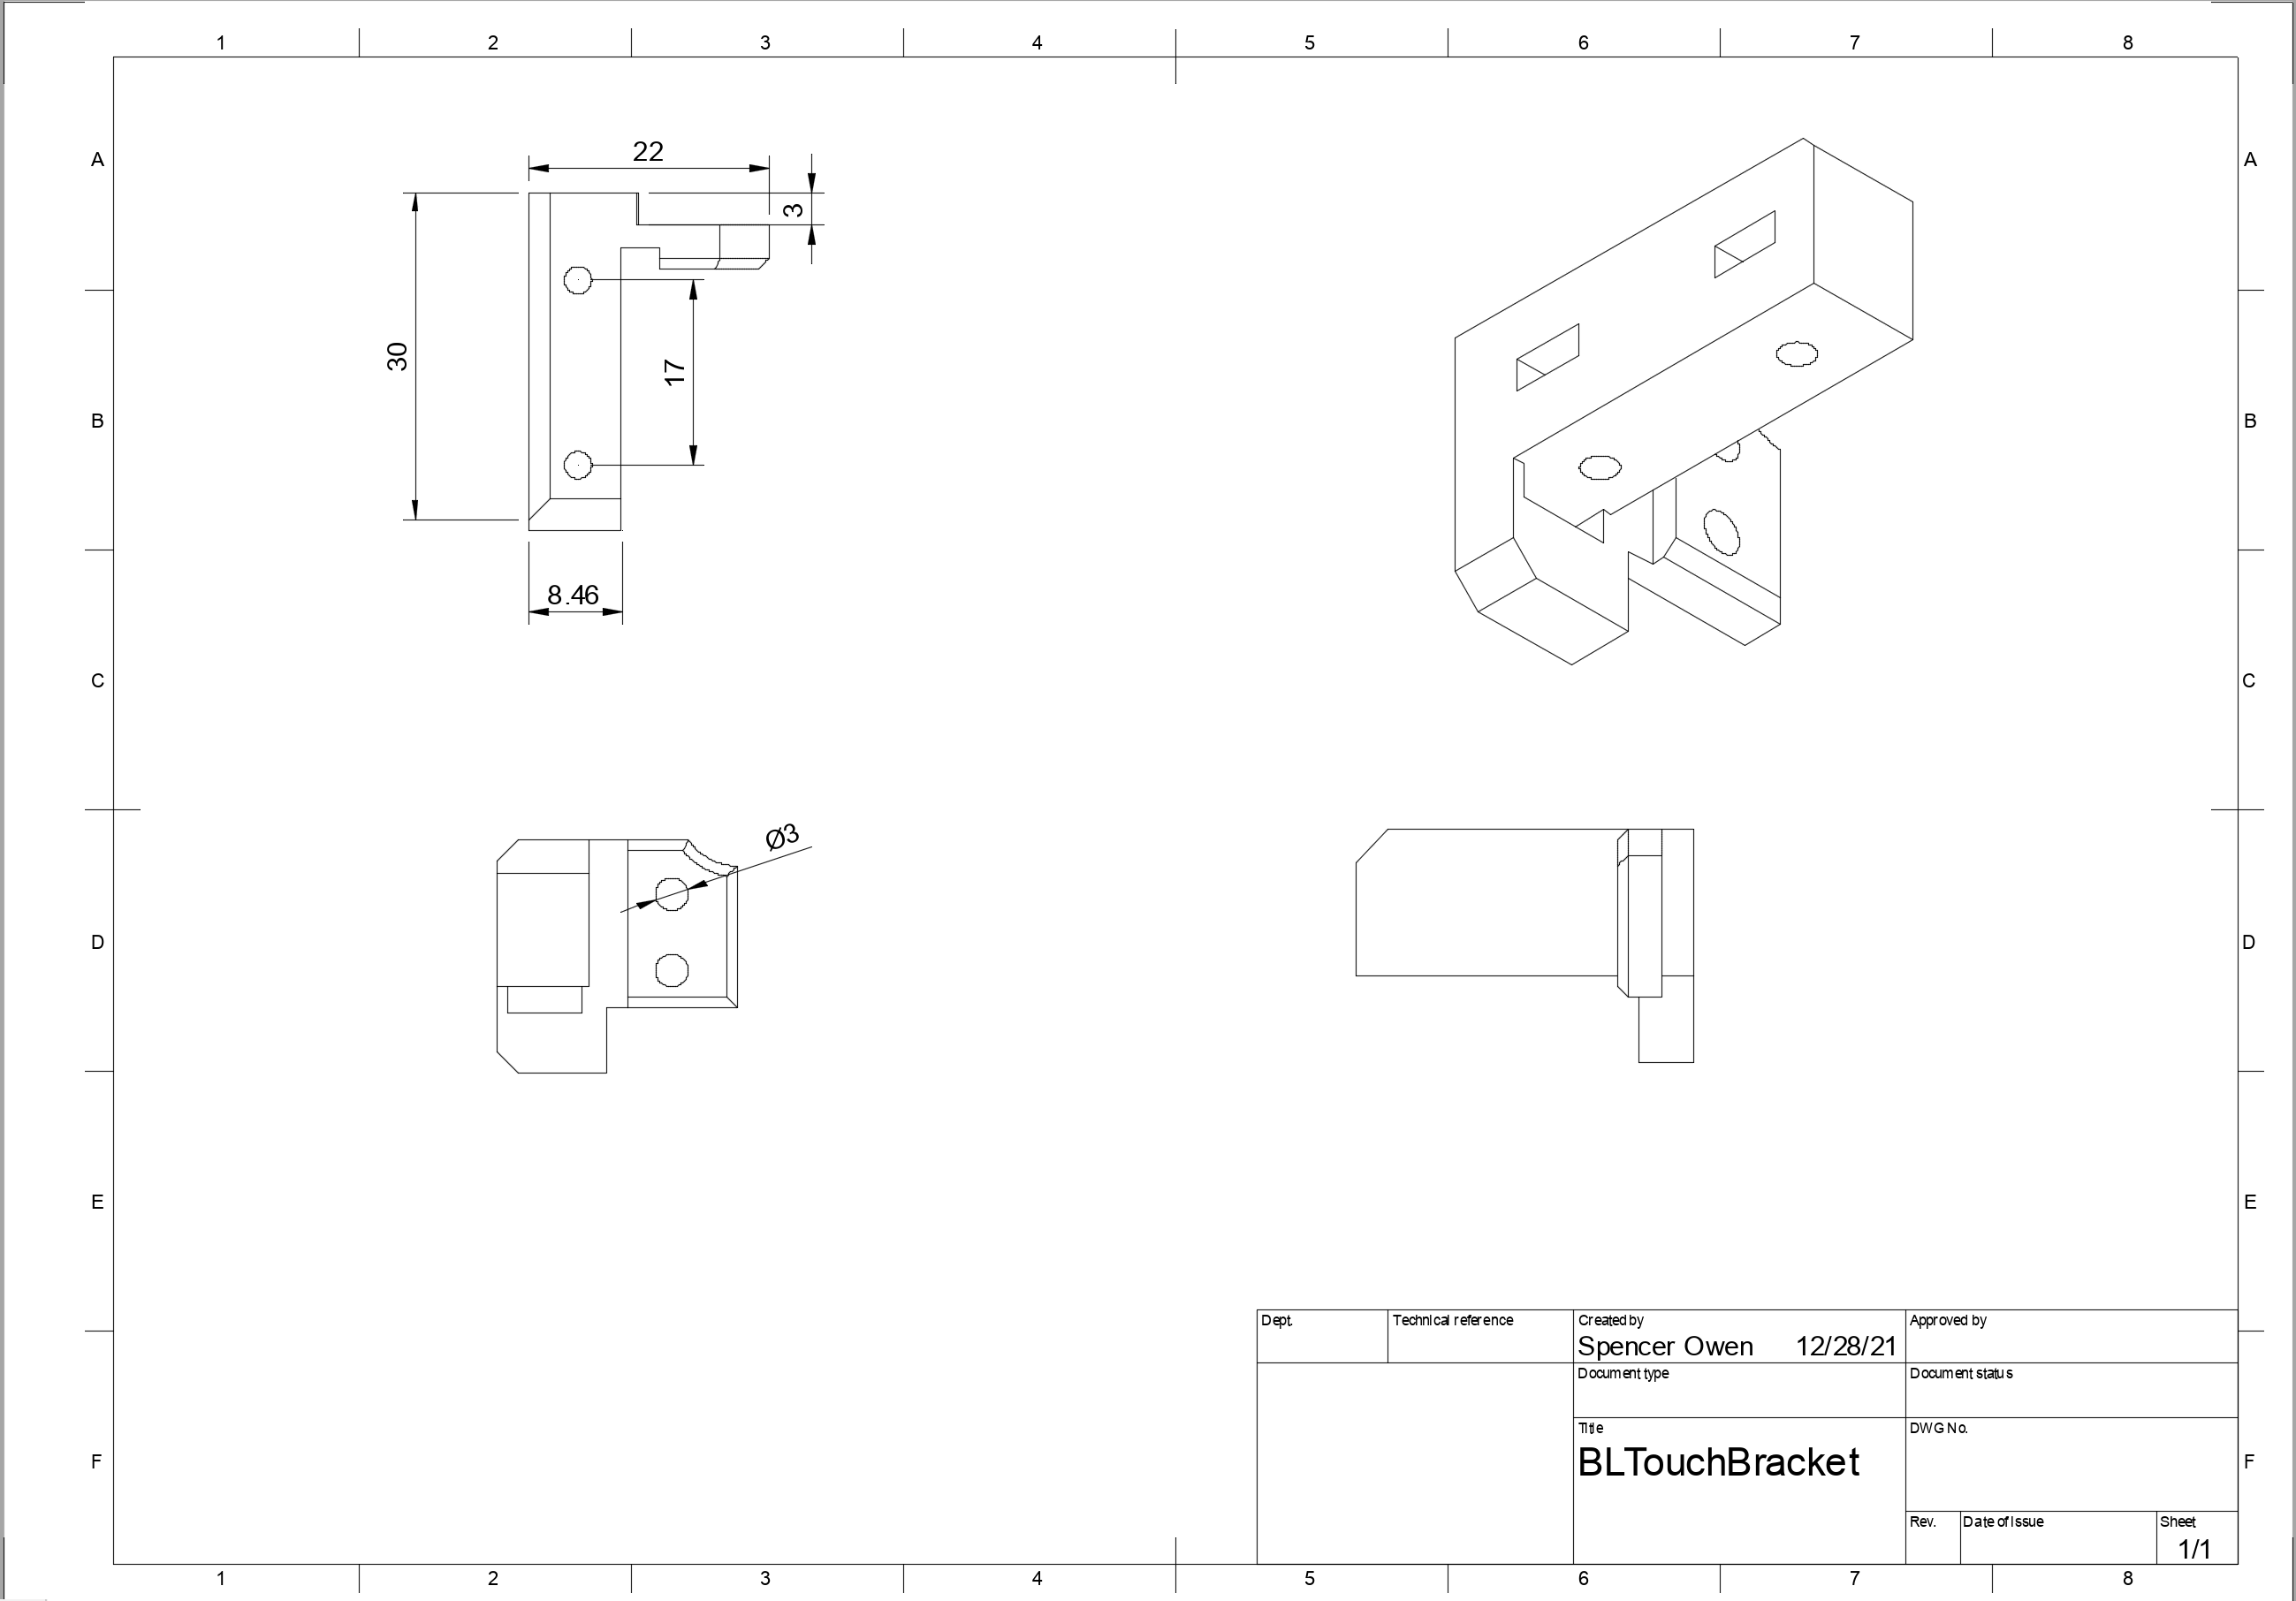 1 2 3 4 5 6 7 8
A A
22
3
30
17
B B
8.46
C C
Ø3
D D
E E
Dept. Technical reference Created by Approved by
Spencer Owen 12/28/21
Document type Document status
Title DWG No.
BLTouchBracket
F F
Rev. Date of issue Sheet
1/1
1 2 3 4 5 6 7 8